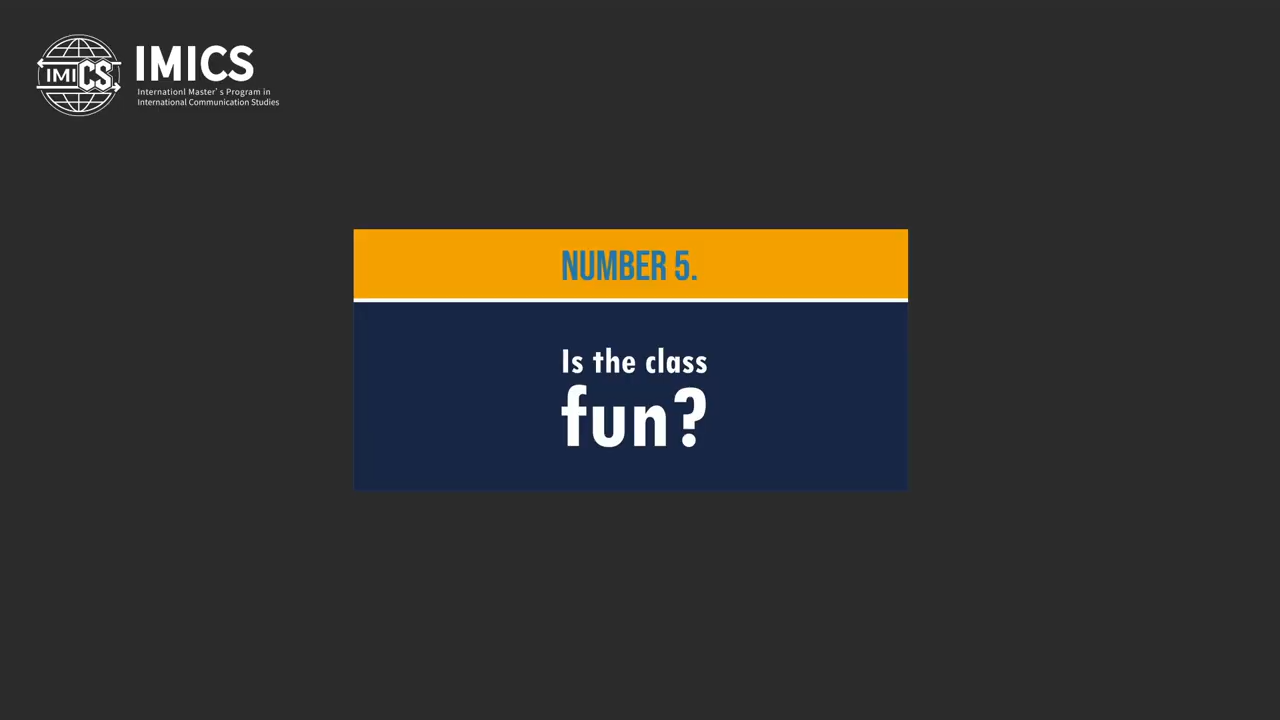 IMICS
IMICS
Internationl Master's Program in
International Communication Studies
NUMBER 5.
Is the class
fun?